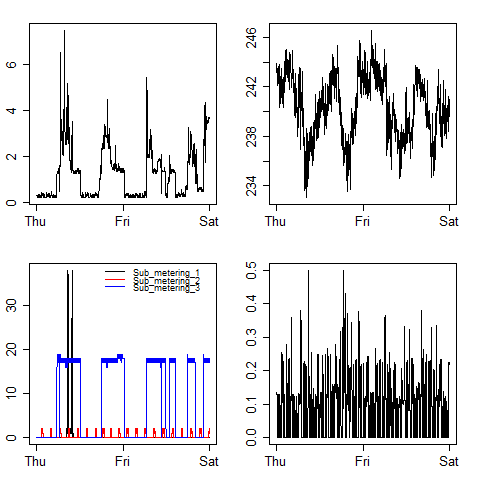 6
4
2
0
Thu Fri Sat
246
242
238
234
Thu Fri Sat
30
20
10
0
Sub_metering_1
Sub_metering_2
Sub_metering_3
Thu Fri Sat
0.5
0.4
0.3
0.2
0.1
0.0
Thu Fri Sat